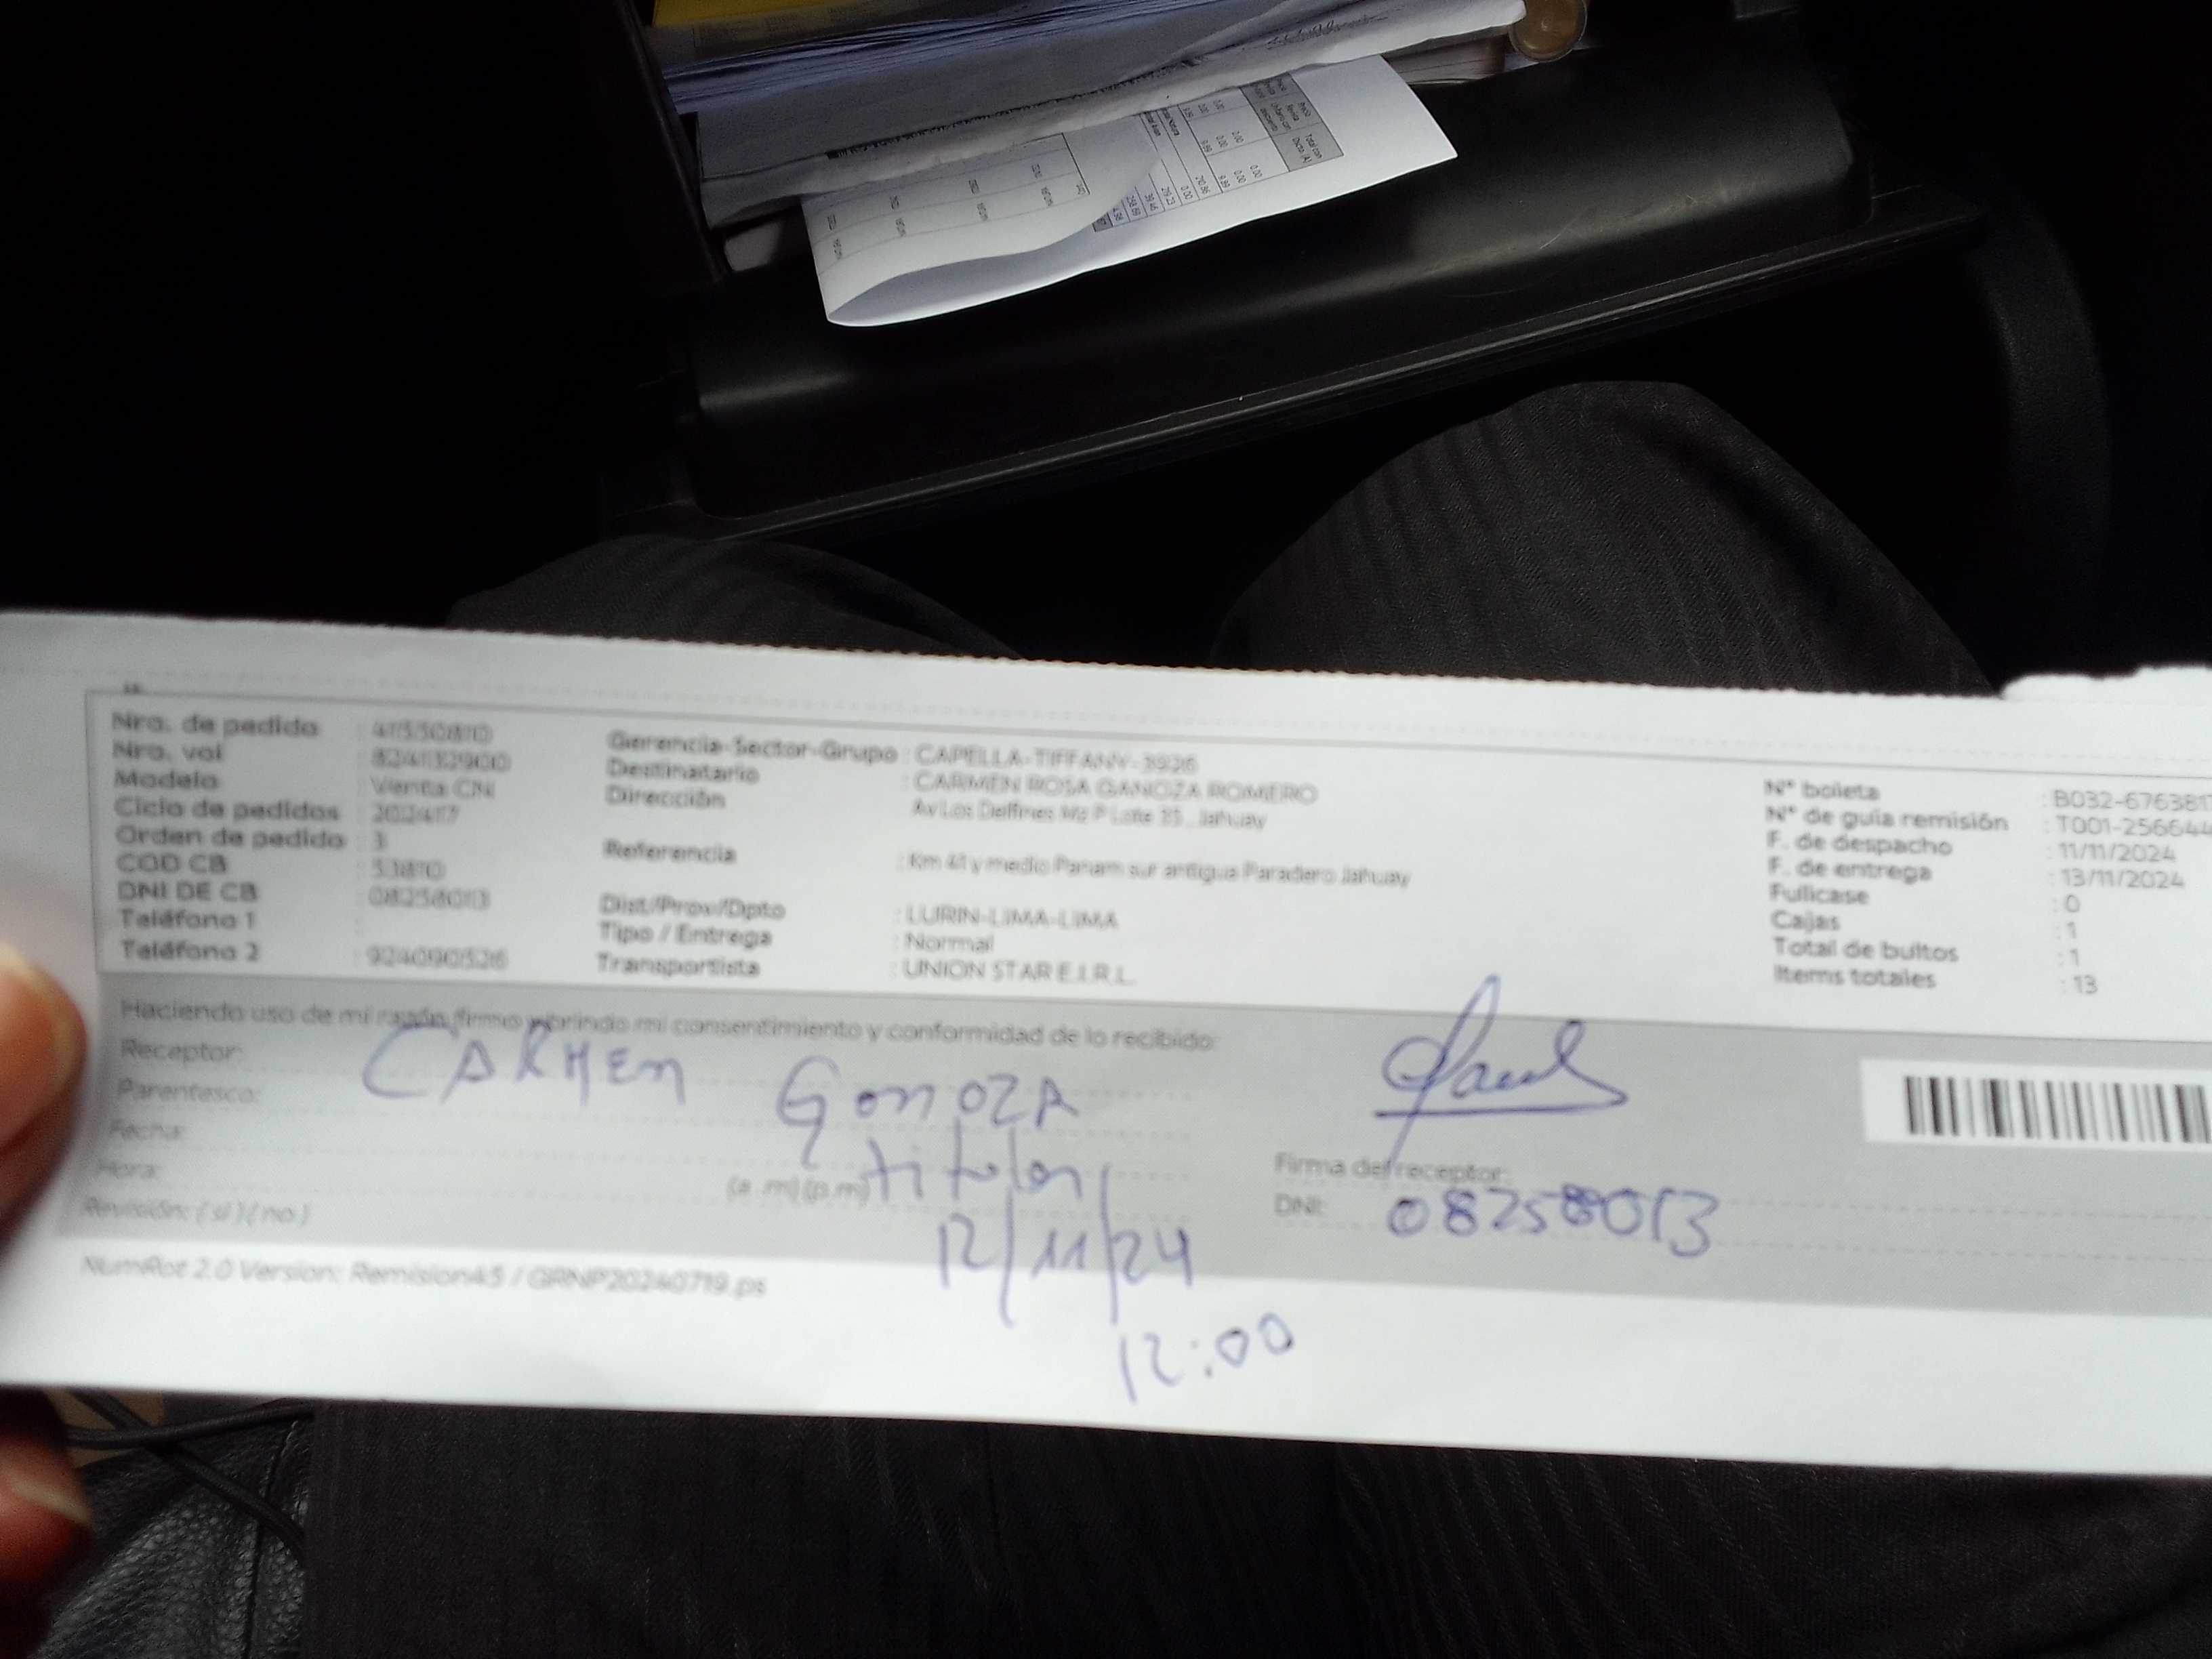 Nro. de pedido : 411530810
Nro. vol : 8241132900
Modelo : Venta CN
Ciclo de pedidos : 202417
Orden de pedido : 3
COD CB : 53810
DNI DE CB : 08258013
Teléfono 1 :
Teléfono 2 : 924090526
Gerencia-Sector-Grupo : CAPELLA-TIFFANY-3926
Destinatario : CARMEN ROSA GANOZA ROMERO
Dirección Av Los Delfines Mz P Lote Jahuay
Referencia : Km 41 y medio Panam sur antigua Paradero Jahuay
Dist/Prov/Dpto : LURIN-LIMA-LIMA
Tipo / Entrega : Normal
Transportista : UNION STAR E.I.R.L.
N° boleta : B032-676381
N° de guía remisión : T001-256644
F. de despacho : 11/11/2024
F. de entrega : 13/11/2024
Fullcase : 0
Cajas : 1
Total de bultos : 1
Items totales : 13
Haciendo uso de mi razón firmo y brindo mi consentimiento y conformidad de lo recibido:
Receptor: CARMEN GONOZA
Parentesco: titolar
Fecha: 12/11/24
Hora: (a .m) (p.m) 12:00
Revisión: ( si ) ( no )
Firma del receptor:
DNI: 08258013
NumRot 2.0 Version: Remision4.5 / GRNP20240719.ps